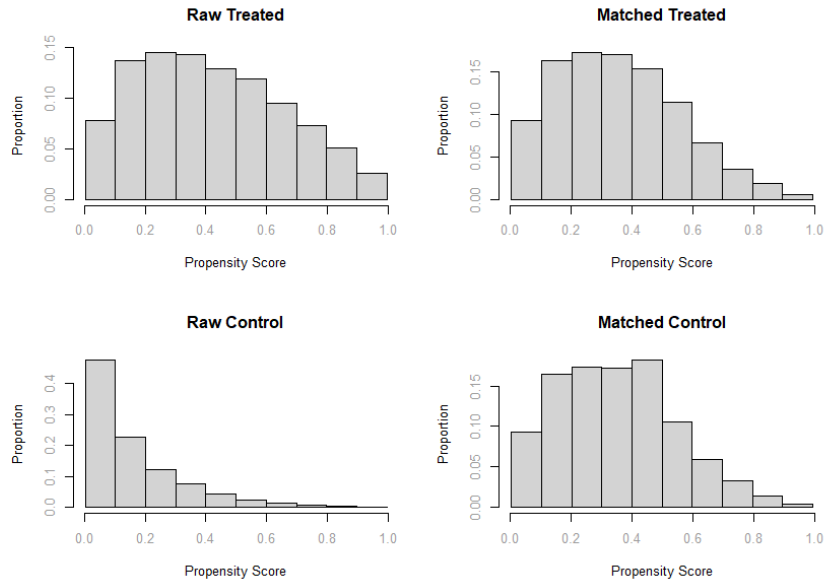 Raw Treated
Proportion
0.00 0.05 0.10 0.15
0.0 0.2 0.4 0.6 0.8 1.0
Propensity Score
Matched Treated
Proportion
0.00 0.05 0.10 0.15
0.0 0.2 0.4 0.6 0.8 1.0
Propensity Score
Raw Control
Proportion
0.0 0.1 0.2 0.3 0.4
0.0 0.2 0.4 0.6 0.8 1.0
Propensity Score
Matched Control
Proportion
0.00 0.05 0.10 0.15
0.0 0.2 0.4 0.6 0.8 1.0
Propensity Score